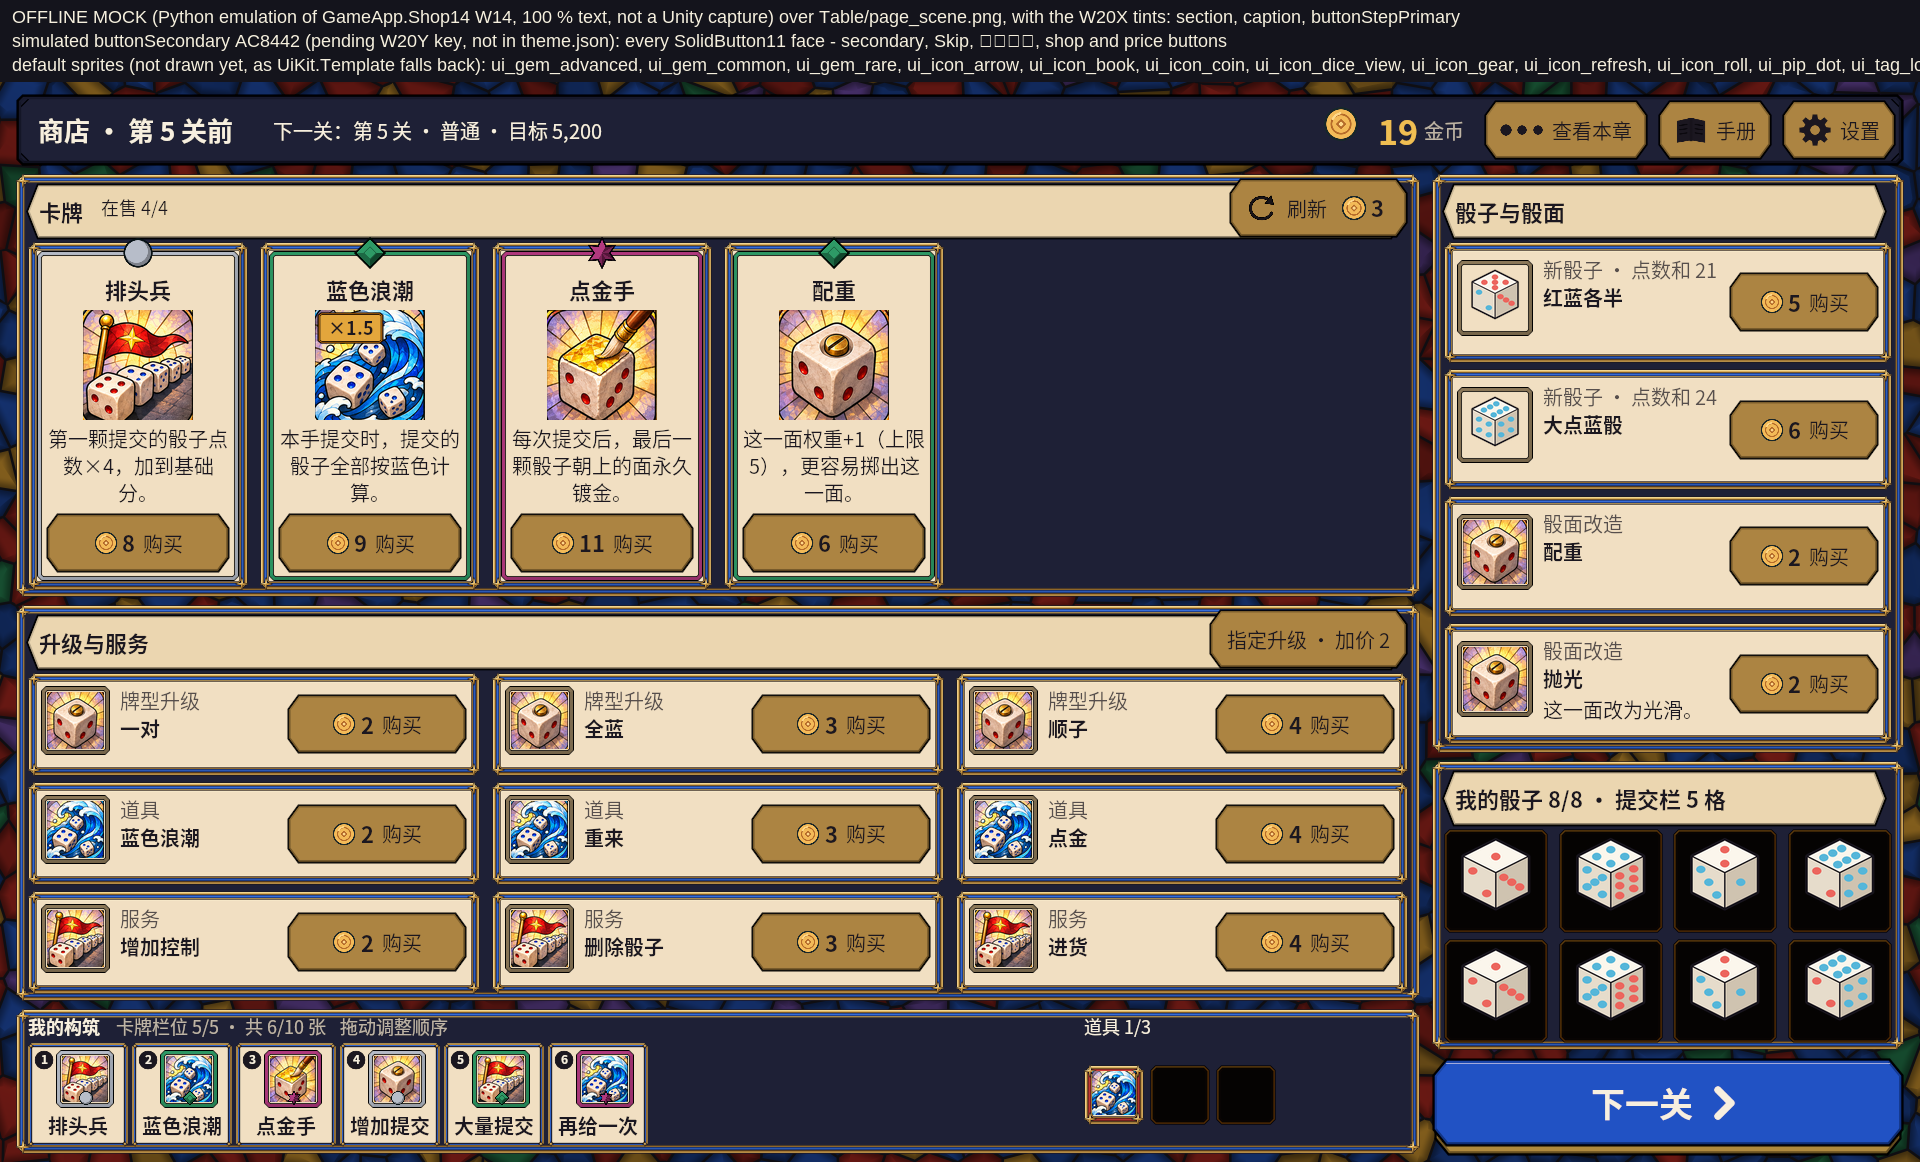 OFFLINE MOCK (Python emulation of GameApp.Shop14 W14, 100 % text, not a Unity capture) over Table/page_scene.png, with the W20X tints: section, caption, buttonStepPrimary
simulated buttonSecondary AC8442 (pending W20Y key, not in theme.json): every SolidButton11 face - secondary, Skip, □□□□, shop and price buttons
default sprites (not drawn yet, as UiKit.Template falls back): ui_gem_advanced, ui_gem_common, ui_gem_rare, ui_icon_arrow, ui_icon_book, ui_icon_coin, ui_icon_dice_view, ui_icon_gear, ui_icon_refresh, ui_icon_roll, ui_pip_dot, ui_tag_lo
商店 · 第 5 关前
下一关: 第 5 关 · 普通 · 目标 5,200
19 金币
查看本章
手册
设置
卡牌
在售 4/4
刷新 3
排头兵
第一颗提交的骰子点
数×4，加到基础
分。
8 购买
蓝色浪潮
×1.5
本手提交时，提交的
骰子全部按蓝色计
算。
9 购买
点金手
每次提交后，最后一
颗骰子朝上的面永久
镀金。
11 购买
配重
这一面权重+1（上限
5），更容易掷出这
一面。
6 购买
骰子与骰面
新骰子 · 点数和 21
红蓝各半
5 购买
新骰子 · 点数和 24
大点蓝骰
6 购买
骰面改造
配重
2 购买
骰面改造
抛光
这一面改为光滑。
2 购买
升级与服务
指定升级 · 加价 2
牌型升级
一对
2 购买
牌型升级
全蓝
3 购买
牌型升级
顺子
4 购买
道具
蓝色浪潮
2 购买
道具
重来
3 购买
道具
点金
4 购买
服务
增加控制
2 购买
服务
删除骰子
3 购买
服务
进货
4 购买
我的骰子 8/8 · 提交栏 5 格
我的构筑
卡牌栏位 5/5 · 共 6/10 张 拖动调整顺序
1
排头兵
2
蓝色浪潮
3
点金手
4
增加提交
5
大量提交
6
再给一次
道具 1/3
下一关